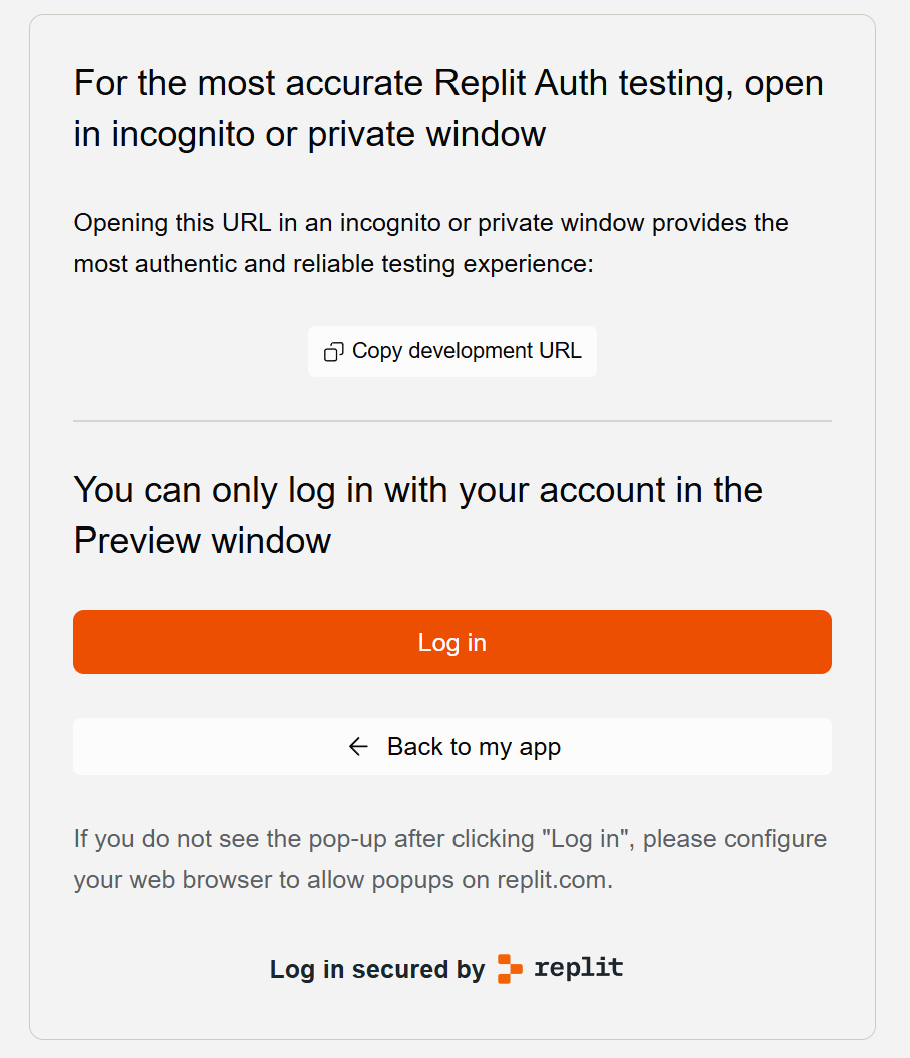 For the most accurate Replit Auth testing, open
in incognito or private window
Opening this URL in an incognito or private window provides the
most authentic and reliable testing experience:
Copy development URL
You can only log in with your account in the
Preview window
Log in
Back to my app
If you do not see the pop-up after clicking "Log in", please configure
your web browser to allow popups on replit.com.
Log in secured by replit